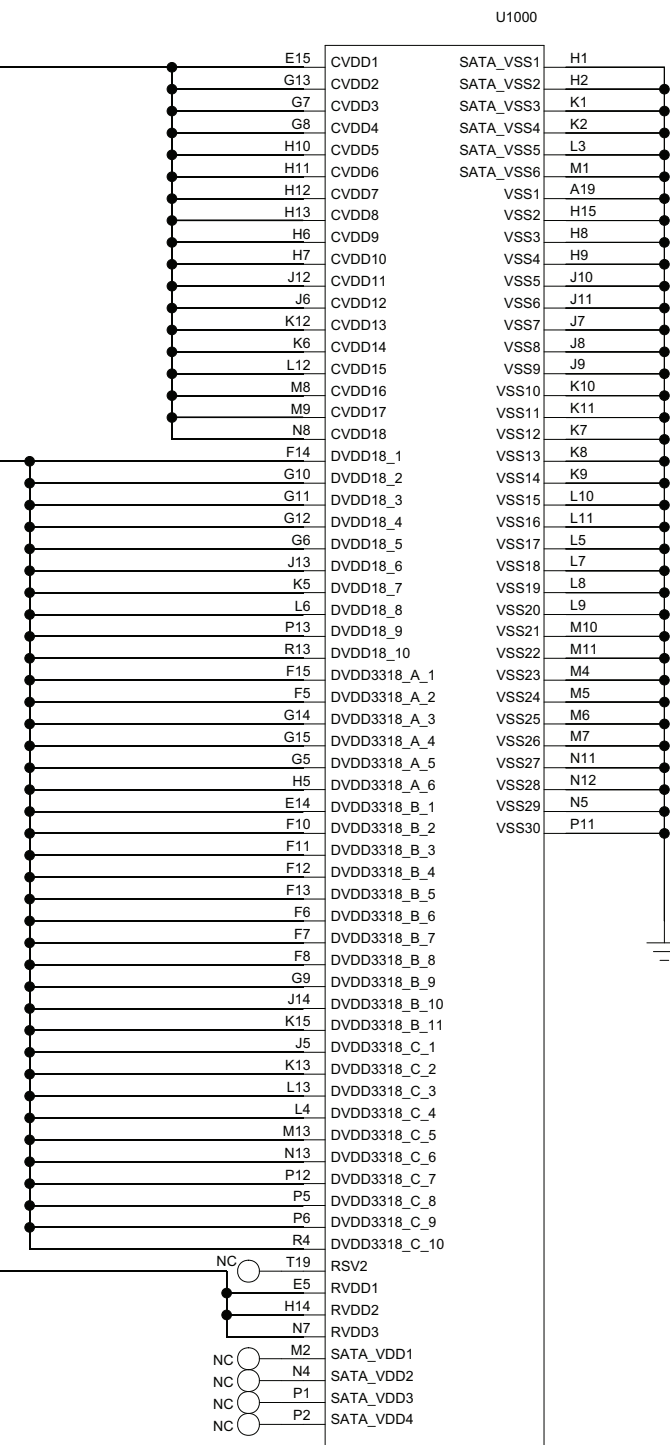 U1000
E15 CVDD1 SATA_VSS1 H1
G13 CVDD2 SATA_VSS2 H2
G7 CVDD3 SATA_VSS3 K1
G8 CVDD4 SATA_VSS4 K2
H10 CVDD5 SATA_VSS5 L3
H11 CVDD6 SATA_VSS6 M1
H12 CVDD7 VSS1 A19
H13 CVDD8 VSS2 H15
H6 CVDD9 VSS3 H8
H7 CVDD10 VSS4 H9
J12 CVDD11 VSS5 J10
J6 CVDD12 VSS6 J11
K12 CVDD13 VSS7 J7
K6 CVDD14 VSS8 J8
L12 CVDD15 VSS9 J9
M8 CVDD16 VSS10 K10
M9 CVDD17 VSS11 K11
N8 CVDD18 VSS12 K7
F14 DVDD18_1 VSS13 K8
G10 DVDD18_2 VSS14 K9
G11 DVDD18_3 VSS15 L10
G12 DVDD18_4 VSS16 L11
G6 DVDD18_5 VSS17 L5
J13 DVDD18_6 VSS18 L7
K5 DVDD18_7 VSS19 L8
L6 DVDD18_8 VSS20 L9
P13 DVDD18_9 VSS21 M10
R13 DVDD18_10 VSS22 M11
F15 DVDD3318_A_1 VSS23 M4
F5 DVDD3318_A_2 VSS24 M5
G14 DVDD3318_A_3 VSS25 M6
G15 DVDD3318_A_4 VSS26 M7
G5 DVDD3318_A_5 VSS27 N11
H5 DVDD3318_A_6 VSS28 N12
E14 DVDD3318_B_1 VSS29 N5
F10 DVDD3318_B_2 VSS30 P11
F11 DVDD3318_B_3
F12 DVDD3318_B_4
F13 DVDD3318_B_5
F6 DVDD3318_B_6
F7 DVDD3318_B_7
F8 DVDD3318_B_8
G9 DVDD3318_B_9
J14 DVDD3318_B_10
K15 DVDD3318_B_11
J5 DVDD3318_C_1
K13 DVDD3318_C_2
L13 DVDD3318_C_3
L4 DVDD3318_C_4
M13 DVDD3318_C_5
N13 DVDD3318_C_6
P12 DVDD3318_C_7
P5 DVDD3318_C_8
P6 DVDD3318_C_9
R4 DVDD3318_C_10
NC T19 RSV2
E5 RVDD1
H14 RVDD2
N7 RVDD3
NC M2 SATA_VDD1
NC N4 SATA_VDD2
NC P1 SATA_VDD3
NC P2 SATA_VDD4